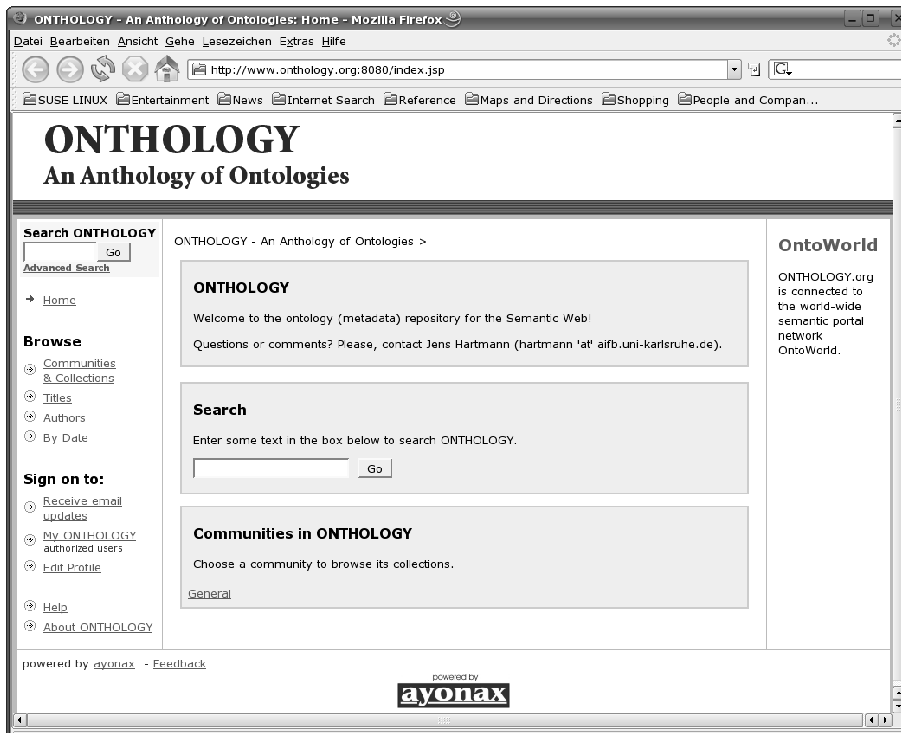 ONTHOLOGY - An Anthology of Ontologies: Home - Mozilla Firefox
Datei Bearbeiten Ansicht Gehe Lesezeichen Extras Hilfe
http://www.onthology.org:8080/index.jsp
G
SUSE LINUX Entertainment News Internet Search Reference Maps and Directions Shopping People and Compan...
ONTHOLOGY
An Anthology of Ontologies
Search ONTHOLOGY
Go
Advanced Search
Home
Browse
Communities
& Collections
Titles
Authors
By Date
Sign on to:
Receive email
updates
My ONTHOLOGY
authorized users
Edit Profile
Help
About ONTHOLOGY
ONTHOLOGY - An Anthology of Ontologies >
ONTHOLOGY
Welcome to the ontology (metadata) repository for the Semantic Web!
Questions or comments? Please, contact Jens Hartmann (hartmann 'at' aifb.uni-karlsruhe.de).
Search
Enter some text in the box below to search ONTHOLOGY.
Go
Communities in ONTHOLOGY
Choose a community to browse its collections.
General
OntoWorld
ONTHOLOGY.org
is connected to
the world-wide
semantic portal
network
OntoWorld.
powered by ayonax - Feedback
powered by
ayonax